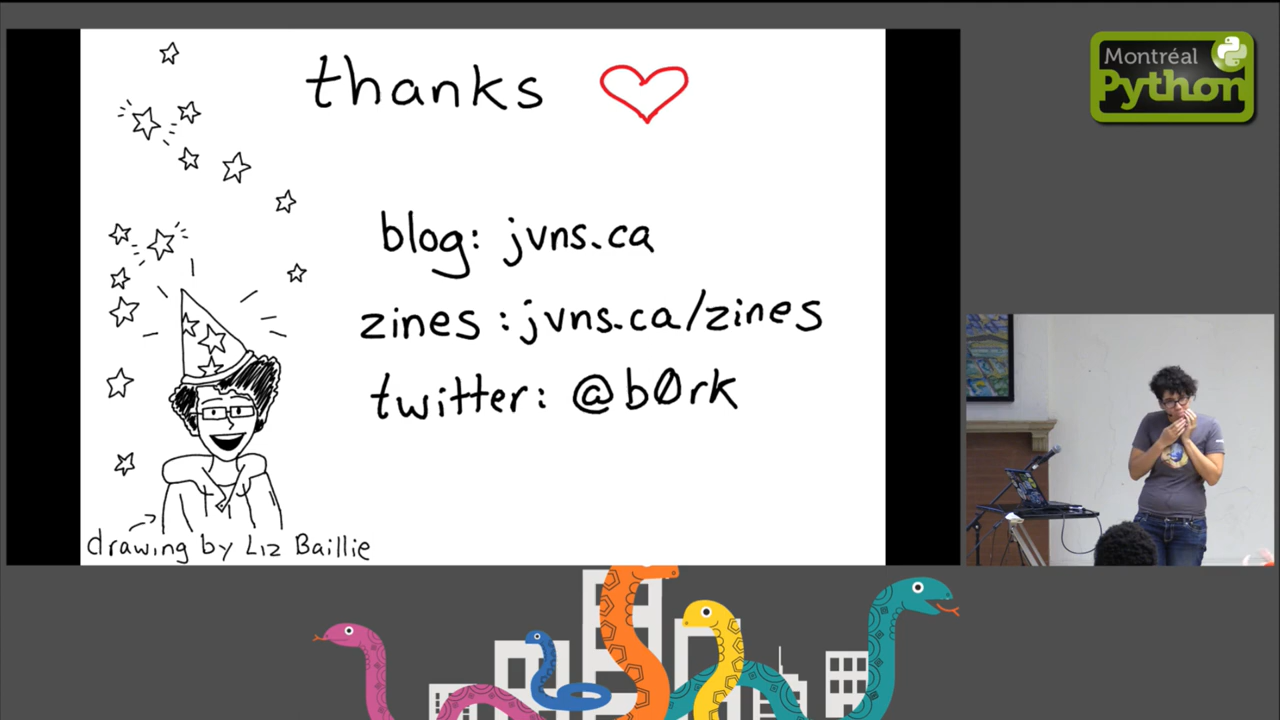 thanks
blog: jvns.ca
zines: jvns.ca/zines
twitter: @b0rk
drawing by Liz Baillie
Montréal
Python